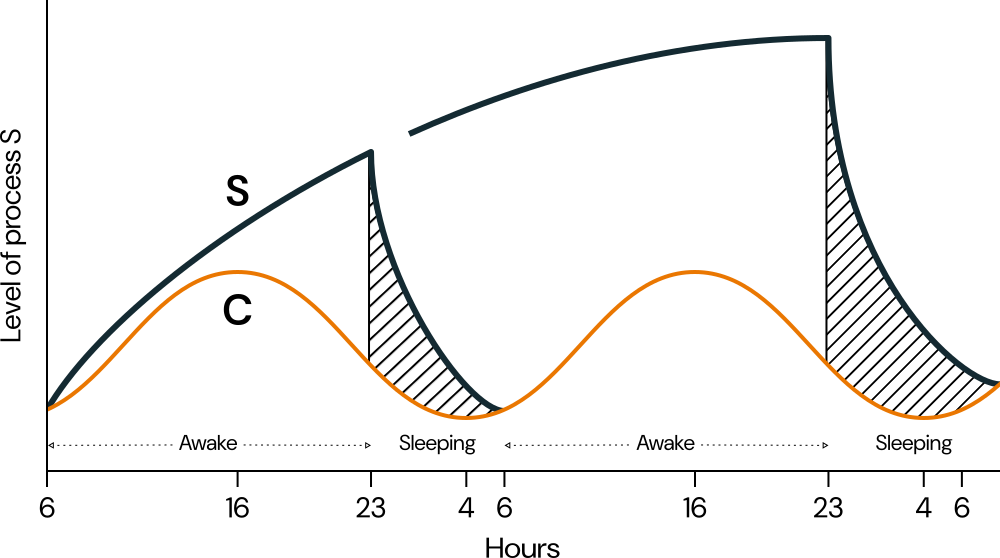 Level of process S
S
C
Awake Sleeping Awake Sleeping
6 16 23 4 6 16 23 4 6
Hours